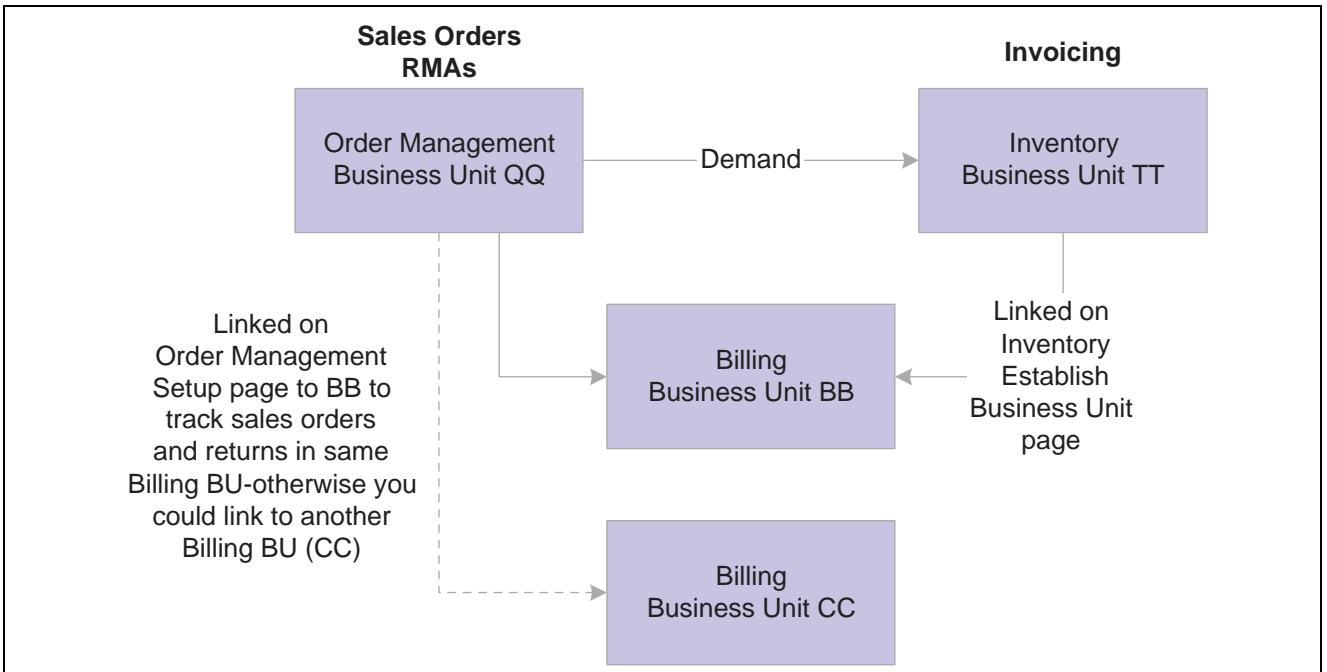 Sales Orders
RMAs
Invoicing
Order Management
Business Unit QQ
Demand
Inventory
Business Unit TT
Linked on
Order Management
Setup page to BB to
track sales orders
and returns in same
Billing BU-otherwise you
could link to another
Billing BU (CC)
Billing
Business Unit BB
Linked on
Inventory
Establish
Business Unit
page
Billing
Business Unit CC